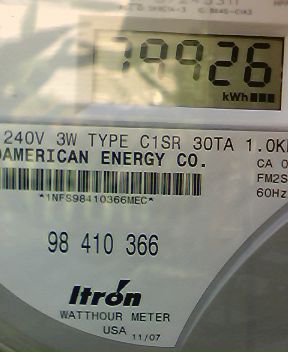 79926
kWh
240V 3W TYPE C1SR 30TA 1.0K
AMERICAN ENERGY CO.
CA
FM2S
60Hz
*1NFS98410366MEC*
98 410 366
Itron
WATTHOUR METER
USA 11/07